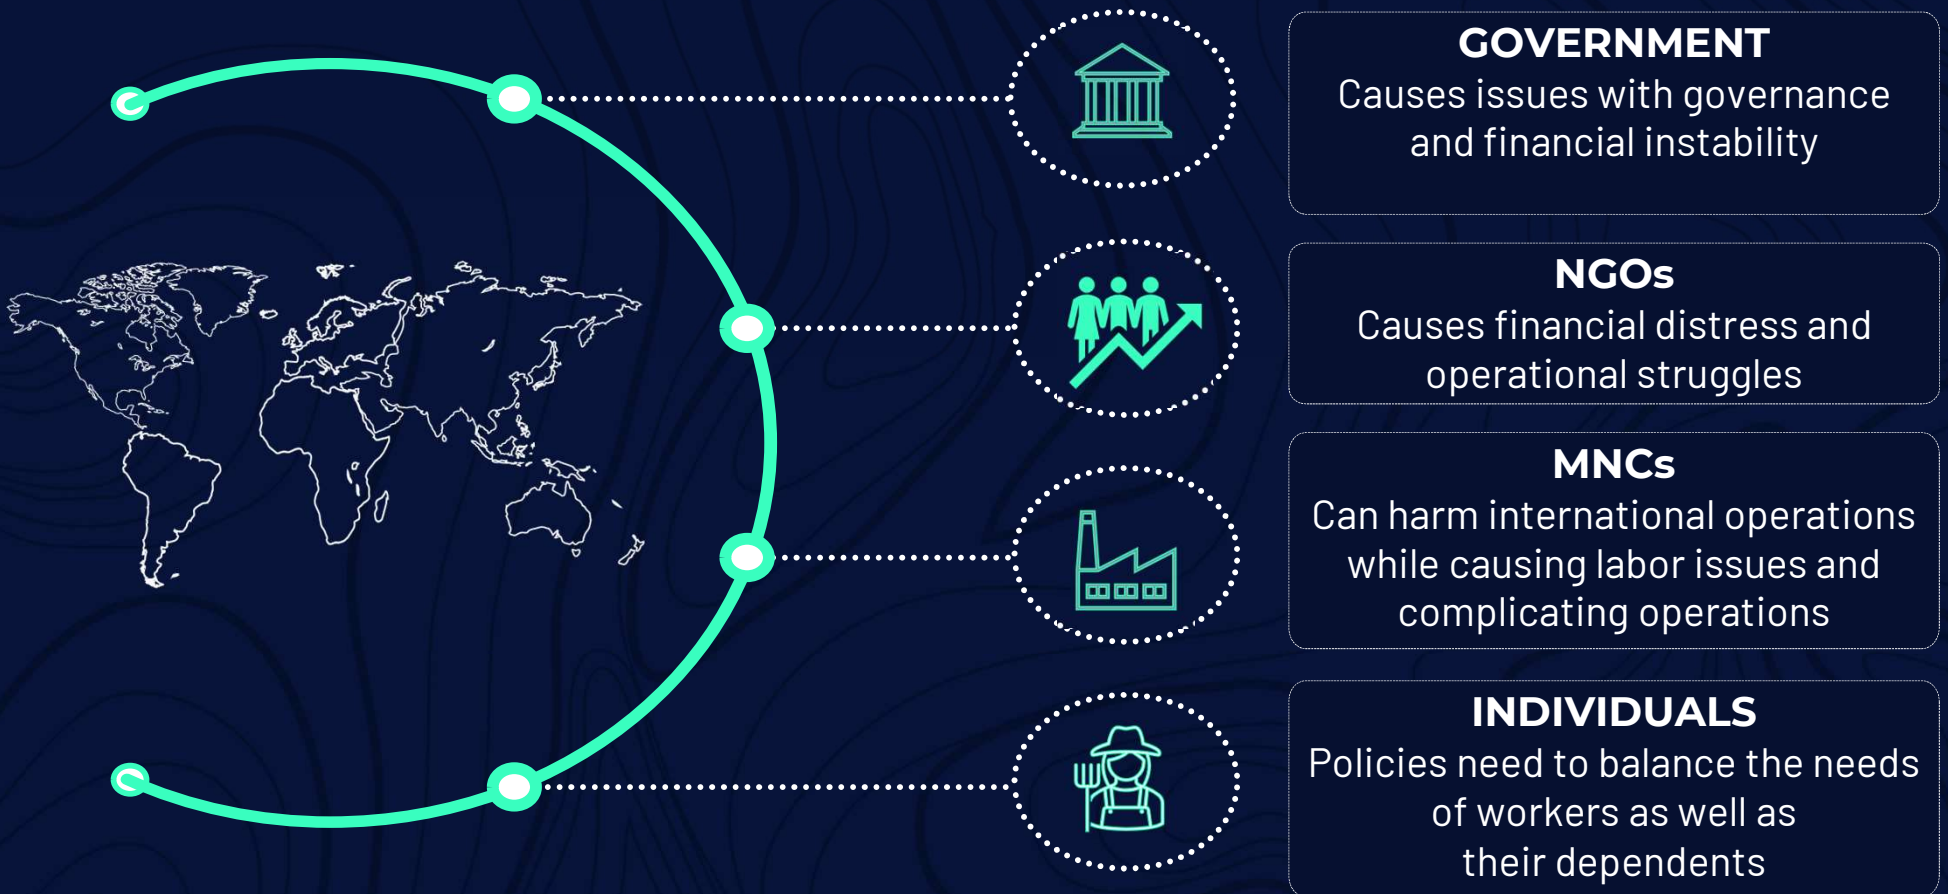 GOVERNMENT
Causes issues with governance
and financial instability
NGOs
Causes financial distress and
operational struggles
MNCs
Can harm international operations
while causing labor issues and
complicating operations
INDIVIDUALS
Policies need to balance the needs
of workers as well as
their dependents